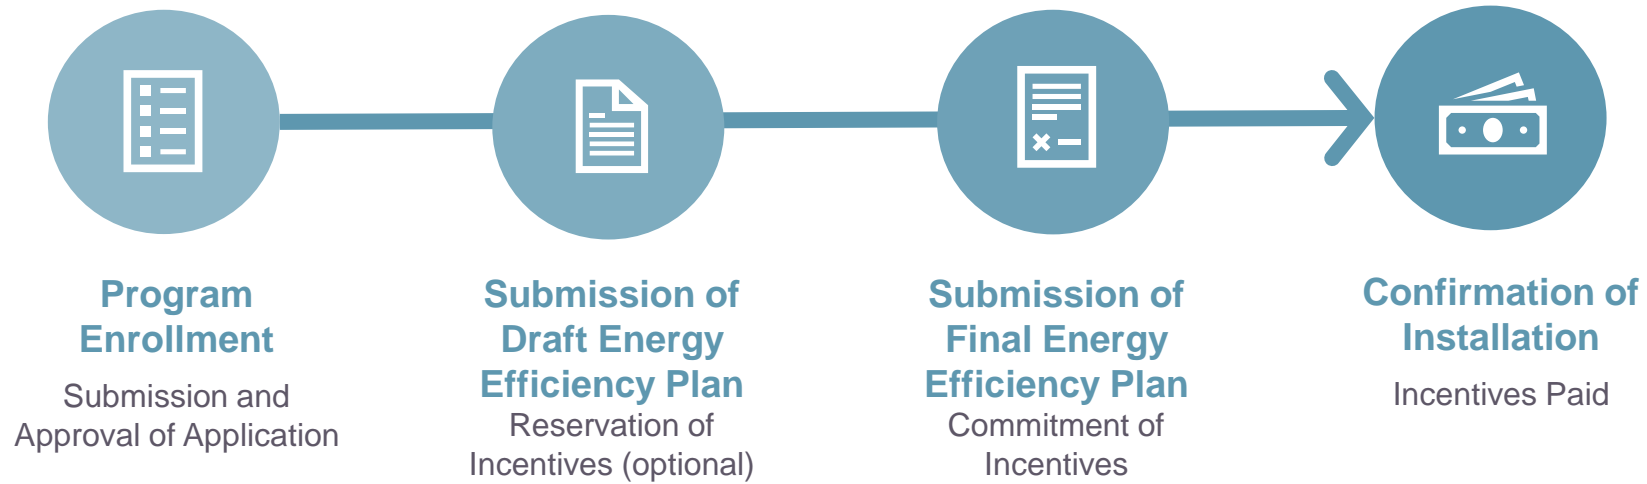 Program
Enrollment
Submission and
Approval of Application
Submission of
Draft Energy
Efficiency Plan
Reservation of
Incentives (optional)
Submission of
Final Energy
Efficiency Plan
Commitment of
Incentives
Confirmation of
Installation
Incentives Paid